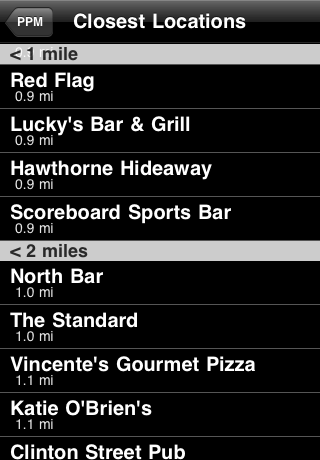 PPM Closest Locations
< 1 mile
Red Flag
0.9 mi
Lucky's Bar & Grill
0.9 mi
Hawthorne Hideaway
0.9 mi
Scoreboard Sports Bar
0.9 mi
< 2 miles
North Bar
1.0 mi
The Standard
1.0 mi
Vincente's Gourmet Pizza
1.1 mi
Katie O'Brien's
1.1 mi
Clinton Street Pub